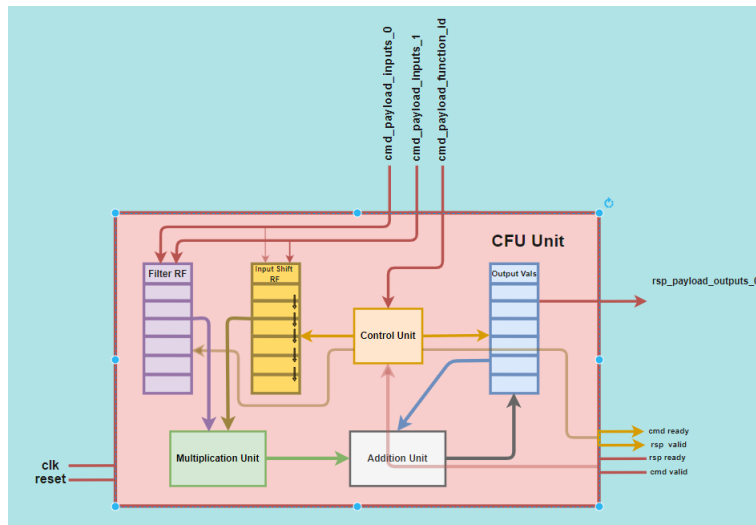 cmd_payload_inputs_0
cmd_payload_inputs_1
cmd_payload_function_id
CFU Unit
Filter RF
Input Shift
RF
Output Vals
rsp_payload_outputs_0
Control Unit
cmd ready
rsp valid
rsp ready
cmd valid
Multiplication Unit
Addition Unit
clk
reset